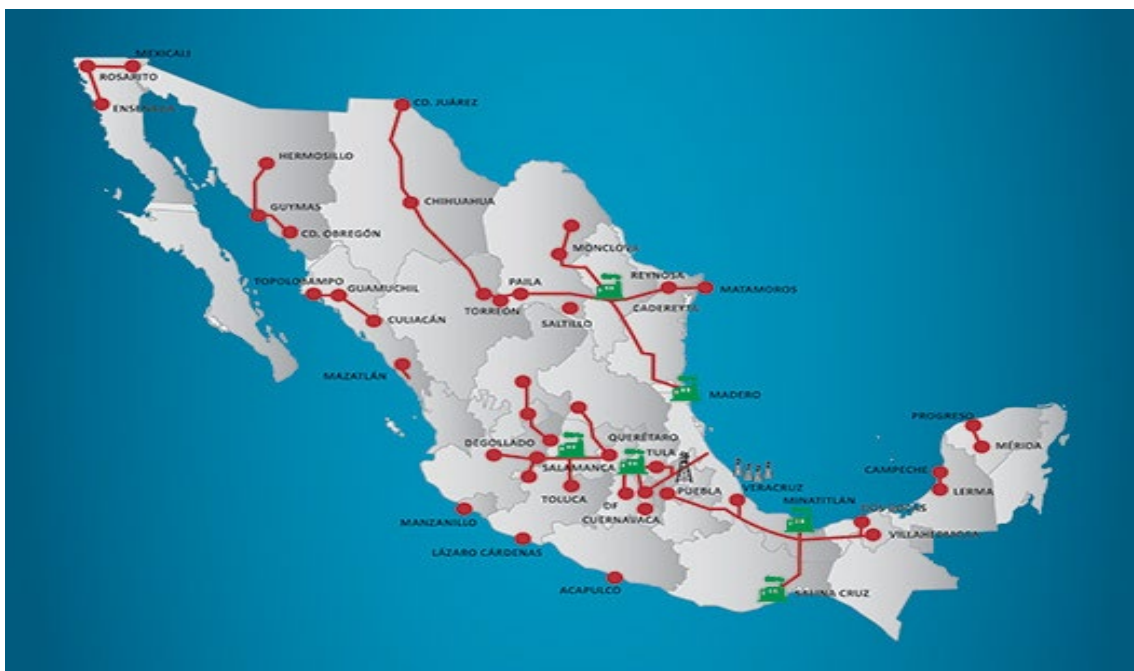 MEXICALI
ROSARITO
ENSENADA
CD. JUÁREZ
HERMOSILLO
CHIHUAHUA
GUYMAS
CD. OBREGÓN
MONCLOVA
TOPOLOBAMPO
GUAMUCHIL
PAILA
REYNOSA
MATAMOROS
TORREÓN
CADEREYTA
SALTILLO
CULIACÁN
MAZATLÁN
MADERO
PROGRESO
DEGOLLADO
QUERÉTARO
MÉRIDA
TULA
SALAMANCA
CAMPECHE
LERMA
TOLUCA
PUEBLA
VERACRUZ
MINATITLÁN
DF
DOS BOCAS
MANZANILLO
CUERNAVACA
VILLAHERMOSA
LÁZARO CÁRDENAS
ACAPULCO
SALINA CRUZ